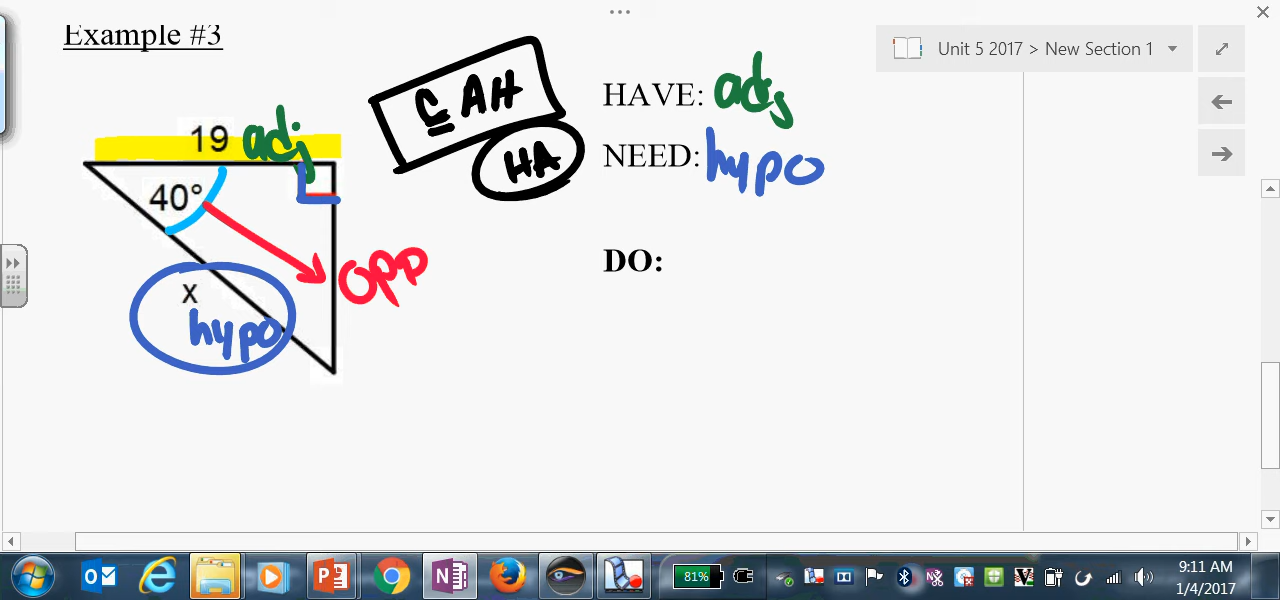 Example #3
Unit 5 2017 > New Section 1
C AH
HA
HAVE: adj
NEED: hypo
DO:
19 adj
40°
opp
x
hypo
81%
9:11 AM
1/4/2017